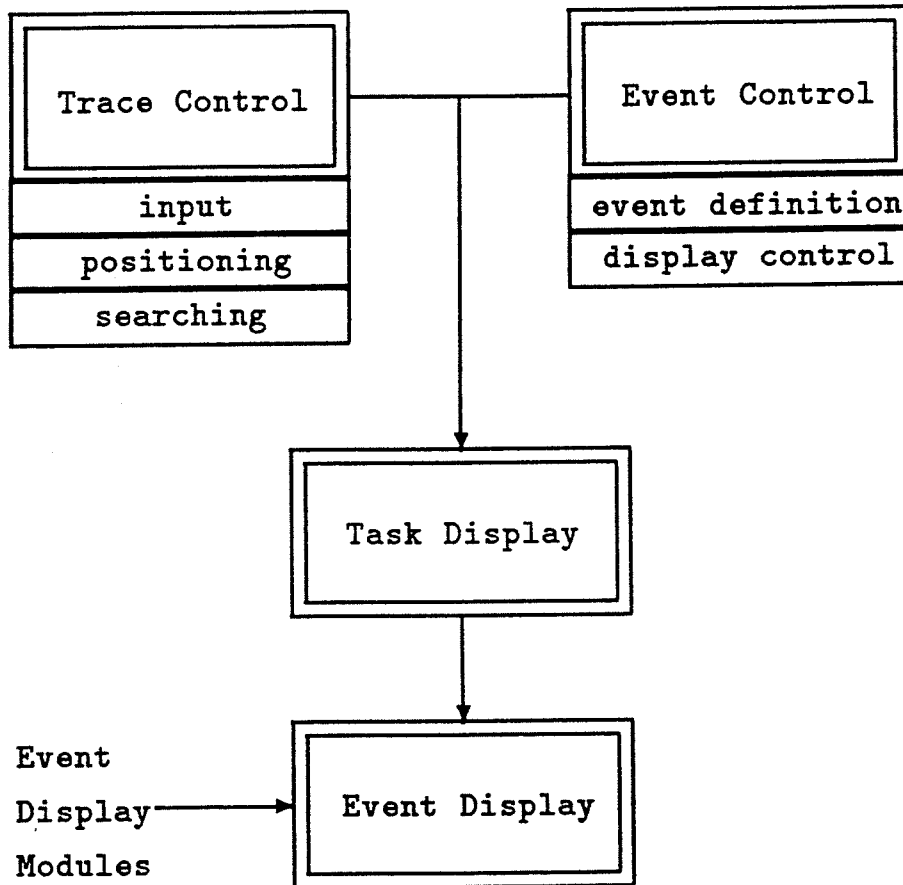 Trace Control
input
positioning
searching
Event Control
event definition
display control
Task Display
Event Display
Event
Display
Modules